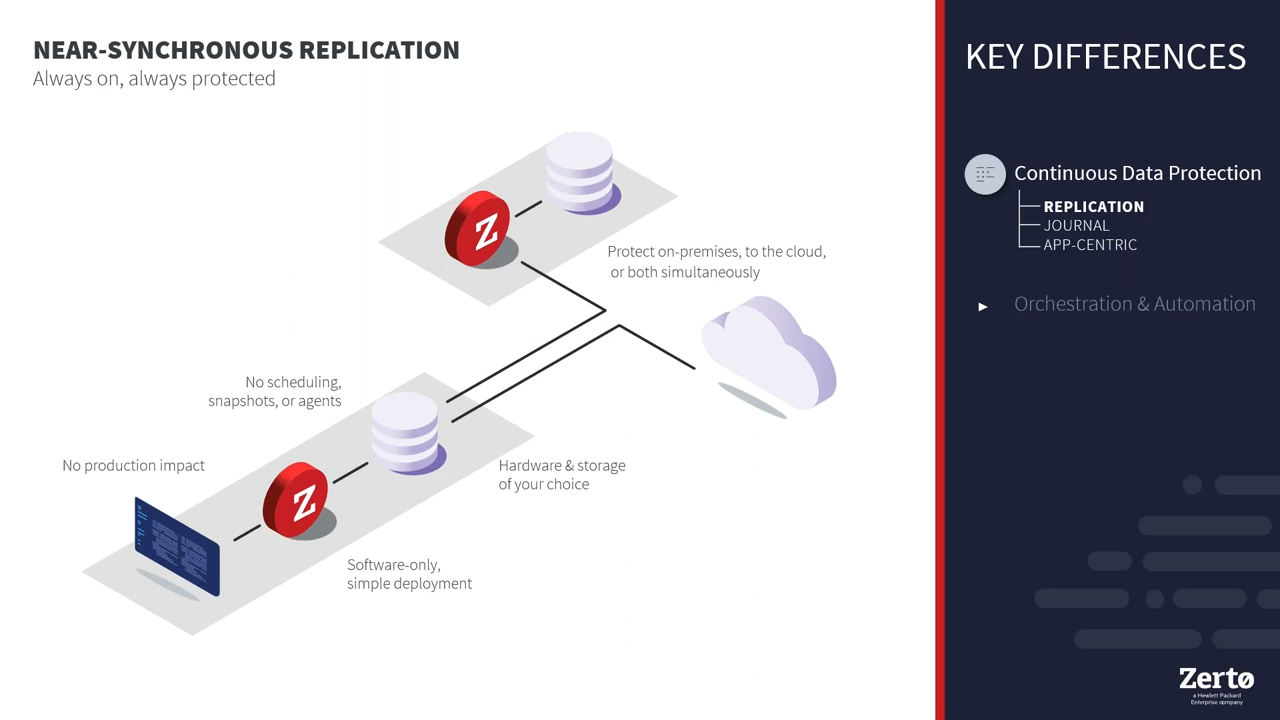 NEAR-SYNCHRONOUS REPLICATION
Always on, always protected
Protect on-premises, to the cloud,
or both simultaneously
No scheduling,
snapshots, or agents
No production impact
Hardware & storage
of your choice
Software-only,
simple deployment
Z
Z
KEY DIFFERENCES
Continuous Data Protection
REPLICATION
JOURNAL
APP-CENTRIC
Orchestration & Automation
Zertø
a Hewlett Packard
Enterprise company